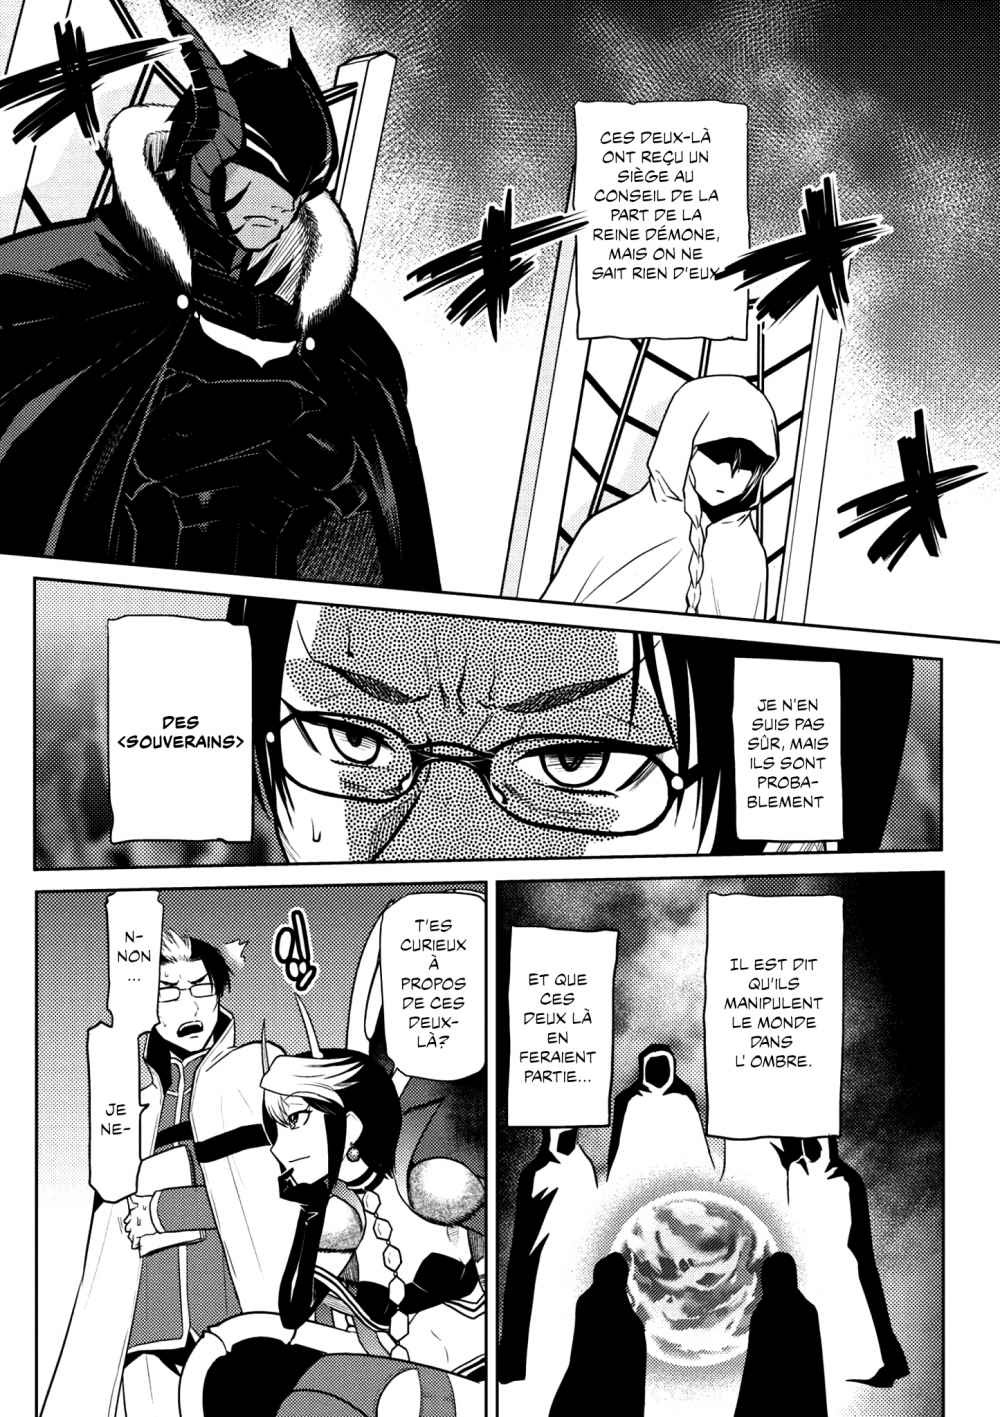 CES DEUX-LÀ
ONT REÇU UN
SIÈGE AU
CONSEIL DE LA
PART DE LA
REINE DÉMONE,
MAIS ON NE
SAIT RIEN D'EUX
JE N'EN
SUIS PAS
SÛR, MAIS
ILS SONT
PROBA-
BLEMENT
DES
<SOUVERAINS>
IL EST DIT
QU'ILS
MANIPULENT
LE MONDE
DANS
L' OMBRE.
ET QUE
CES
DEUX LÀ
EN
FERAIENT
PARTIE...
T'ES
CURIEUX
À
PROPOS
DE CES
DEUX-
LÀ?
N-
NON
...
JE
NE-